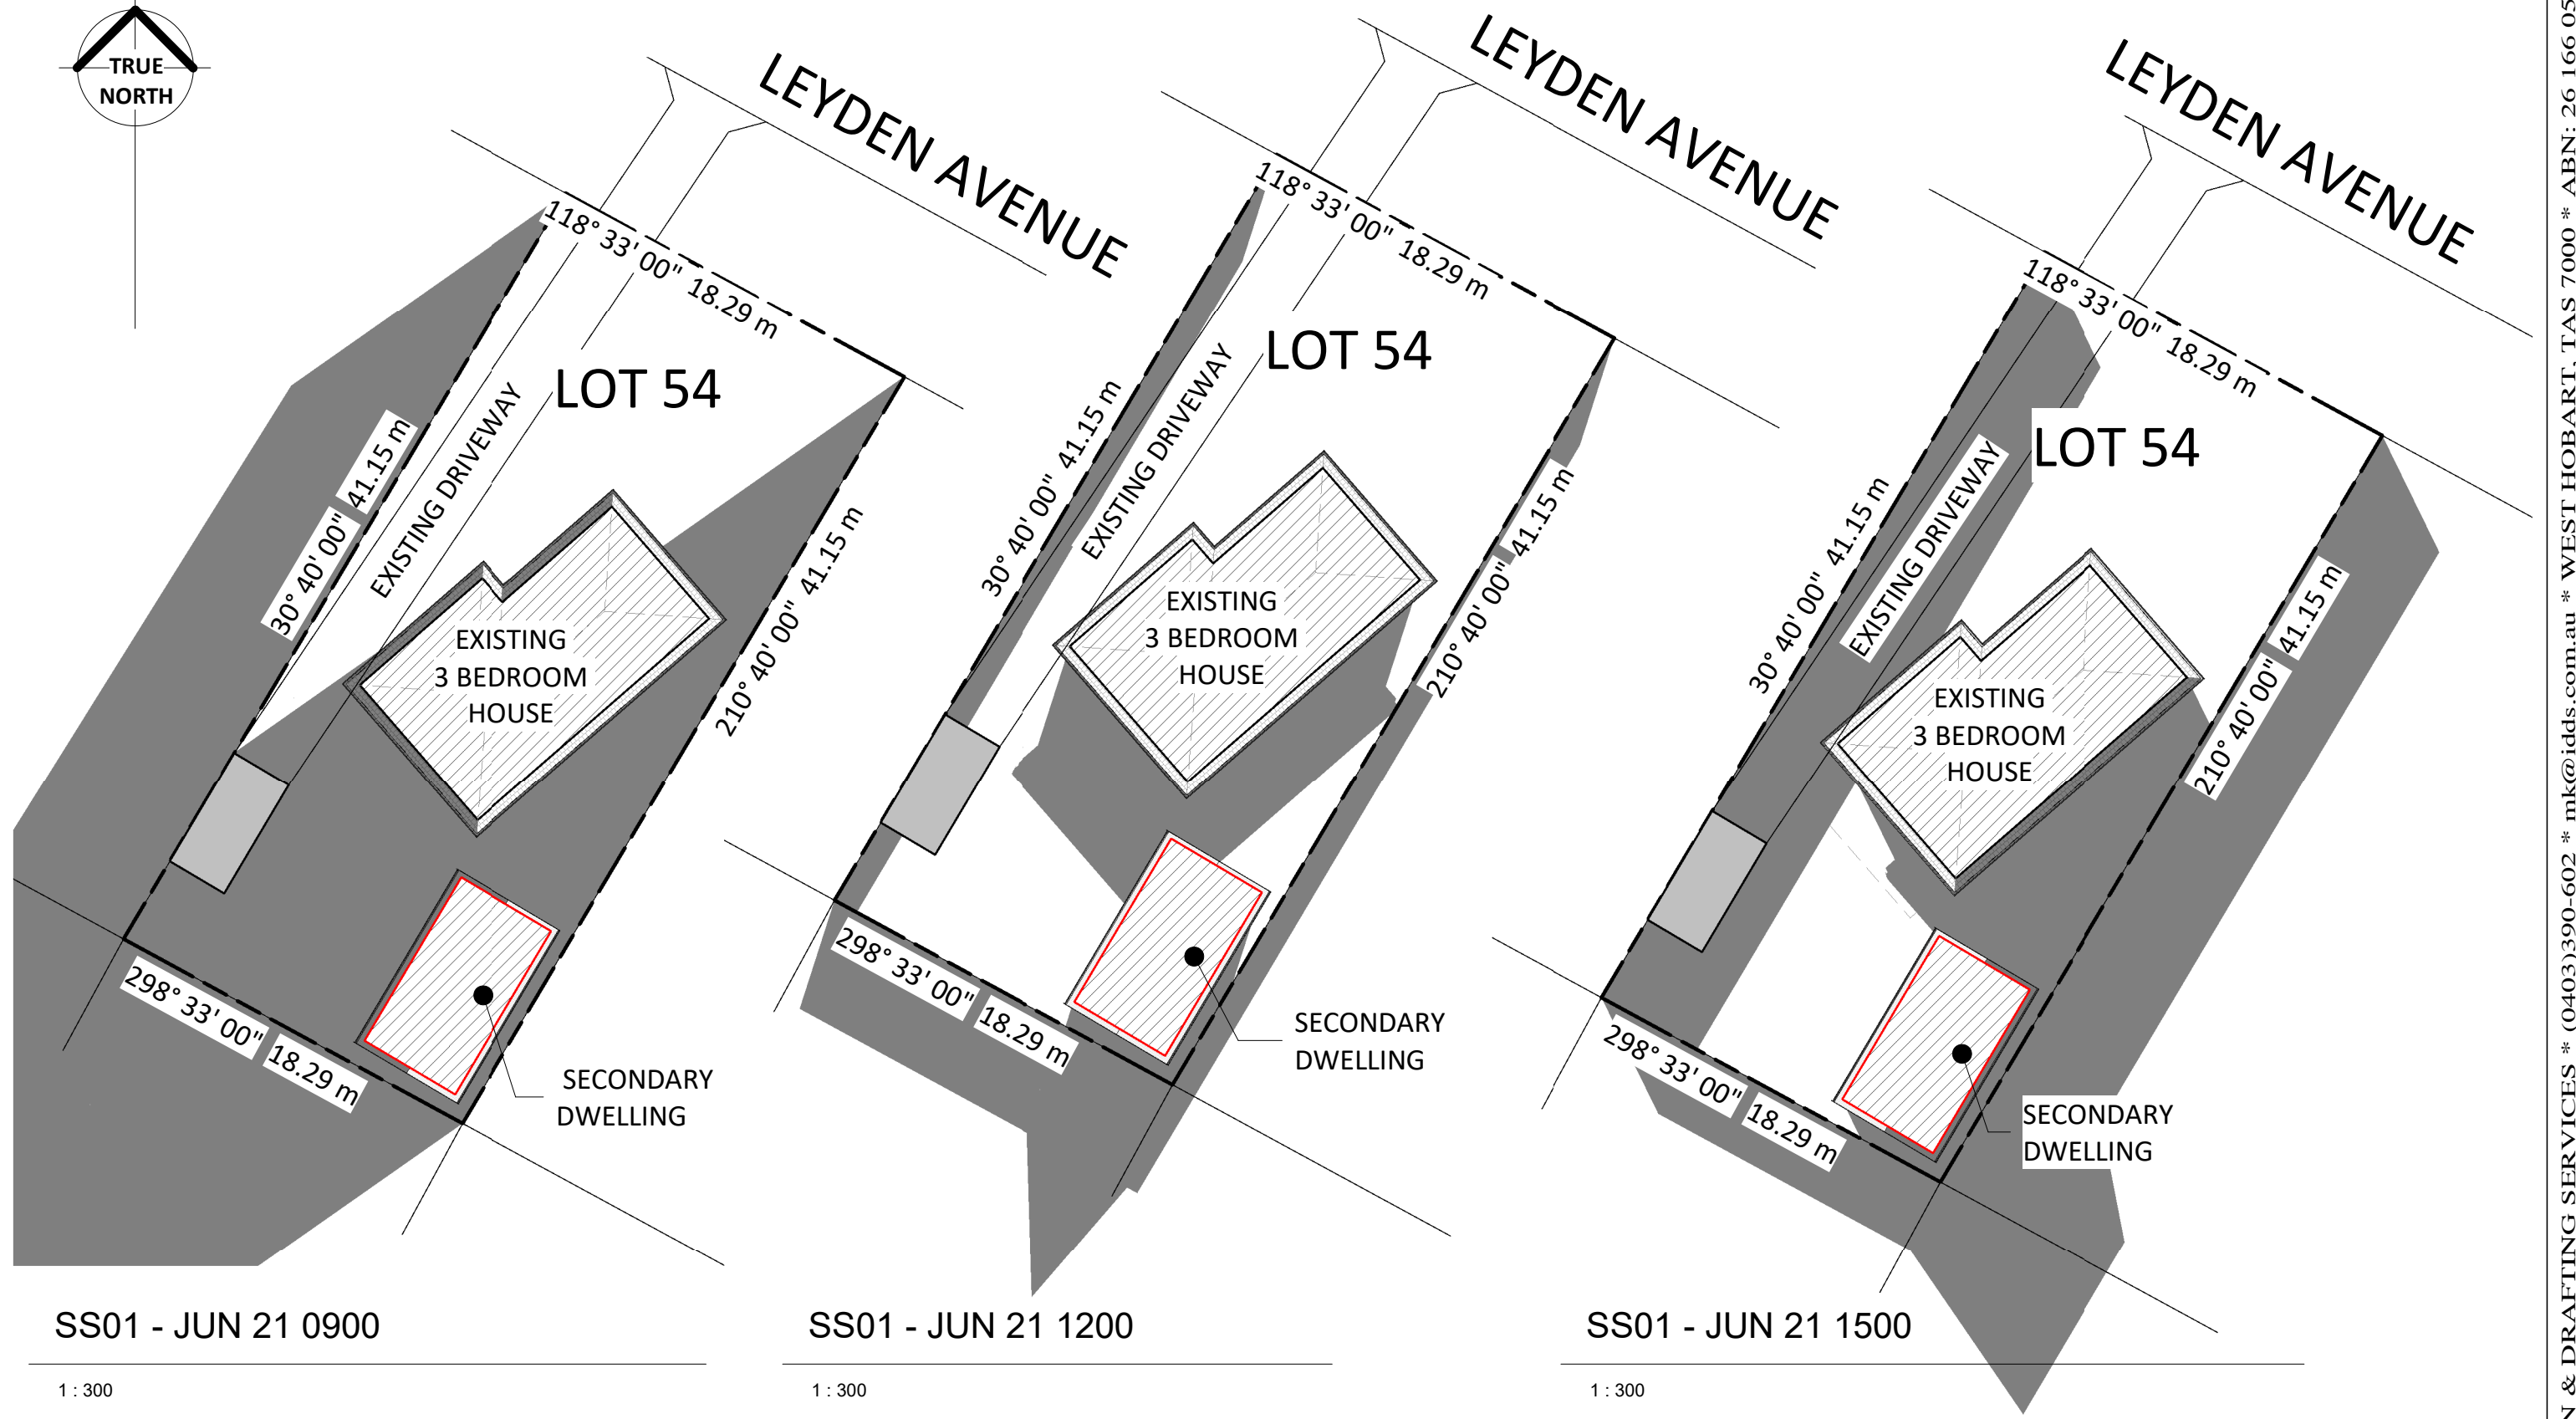 TRUE
NORTH
LEYDEN AVENUE
118° 33' 00" 18.29 m
LOT 54
EXISTING DRIVEWAY
30° 40' 00" 41.15 m
210° 40' 00" 41.15 m
EXISTING
3 BEDROOM
HOUSE
298° 33' 00" 18.29 m
SECONDARY
DWELLING
SS01 - JUN 21 0900
1 : 300
LEYDEN AVENUE
118° 33' 00" 18.29 m
LOT 54
EXISTING DRIVEWAY
30° 40' 00" 41.15 m
210° 40' 00" 41.15 m
EXISTING
3 BEDROOM
HOUSE
298° 33' 00" 18.29 m
SECONDARY
DWELLING
SS01 - JUN 21 1200
1 : 300
LEYDEN AVENUE
118° 33' 00" 18.29 m
LOT 54
EXISTING DRIVEWAY
30° 40' 00" 41.15 m
210° 40' 00" 41.15 m
EXISTING
3 BEDROOM
HOUSE
298° 33' 00" 18.29 m
SECONDARY
DWELLING
SS01 - JUN 21 1500
1 : 300
& DRAFTING SERVICES * (0403)390-602 * mk@idds.com.au * WEST HOBART, TAS 7000 * ABN: 26 166 05